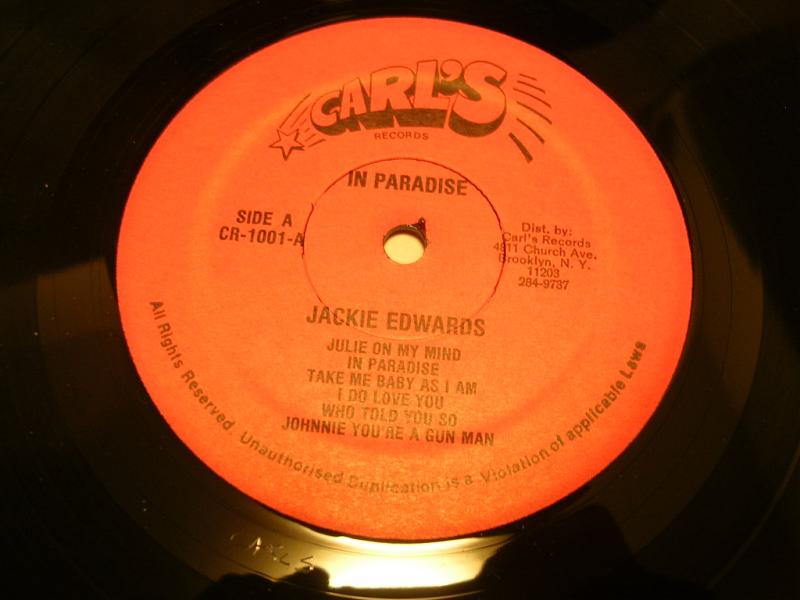 CARL'S
RECORDS
IN PARADISE
SIDE A
CR-1001-A
Dist. by:
Carl's Records
4811 Church Ave.
Brooklyn, N. Y.
11203
284-9737
JACKIE EDWARDS
JULIE ON MY MIND
IN PARADISE
TAKE ME BABY AS I AM
I DO LOVE YOU
WHO TOLD YOU SO
JOHNNIE YOU'RE A GUN MAN
All Rights Reserved. Unauthorised Duplication is a Violation of applicable Laws
CARLS